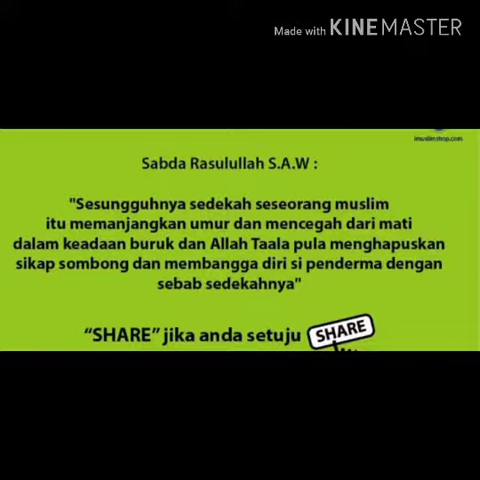 Made with KINEMASTER
imuslimshop.com
Sabda Rasulullah S.A.W :
"Sesungguhnya sedekah seseorang muslim
itu memanjangkan umur dan mencegah dari mati
dalam keadaan buruk dan Allah Taala pula menghapuskan
sikap sombong dan membangga diri si penderma dengan
sebab sedekahnya"
“SHARE” jika anda setuju SHARE